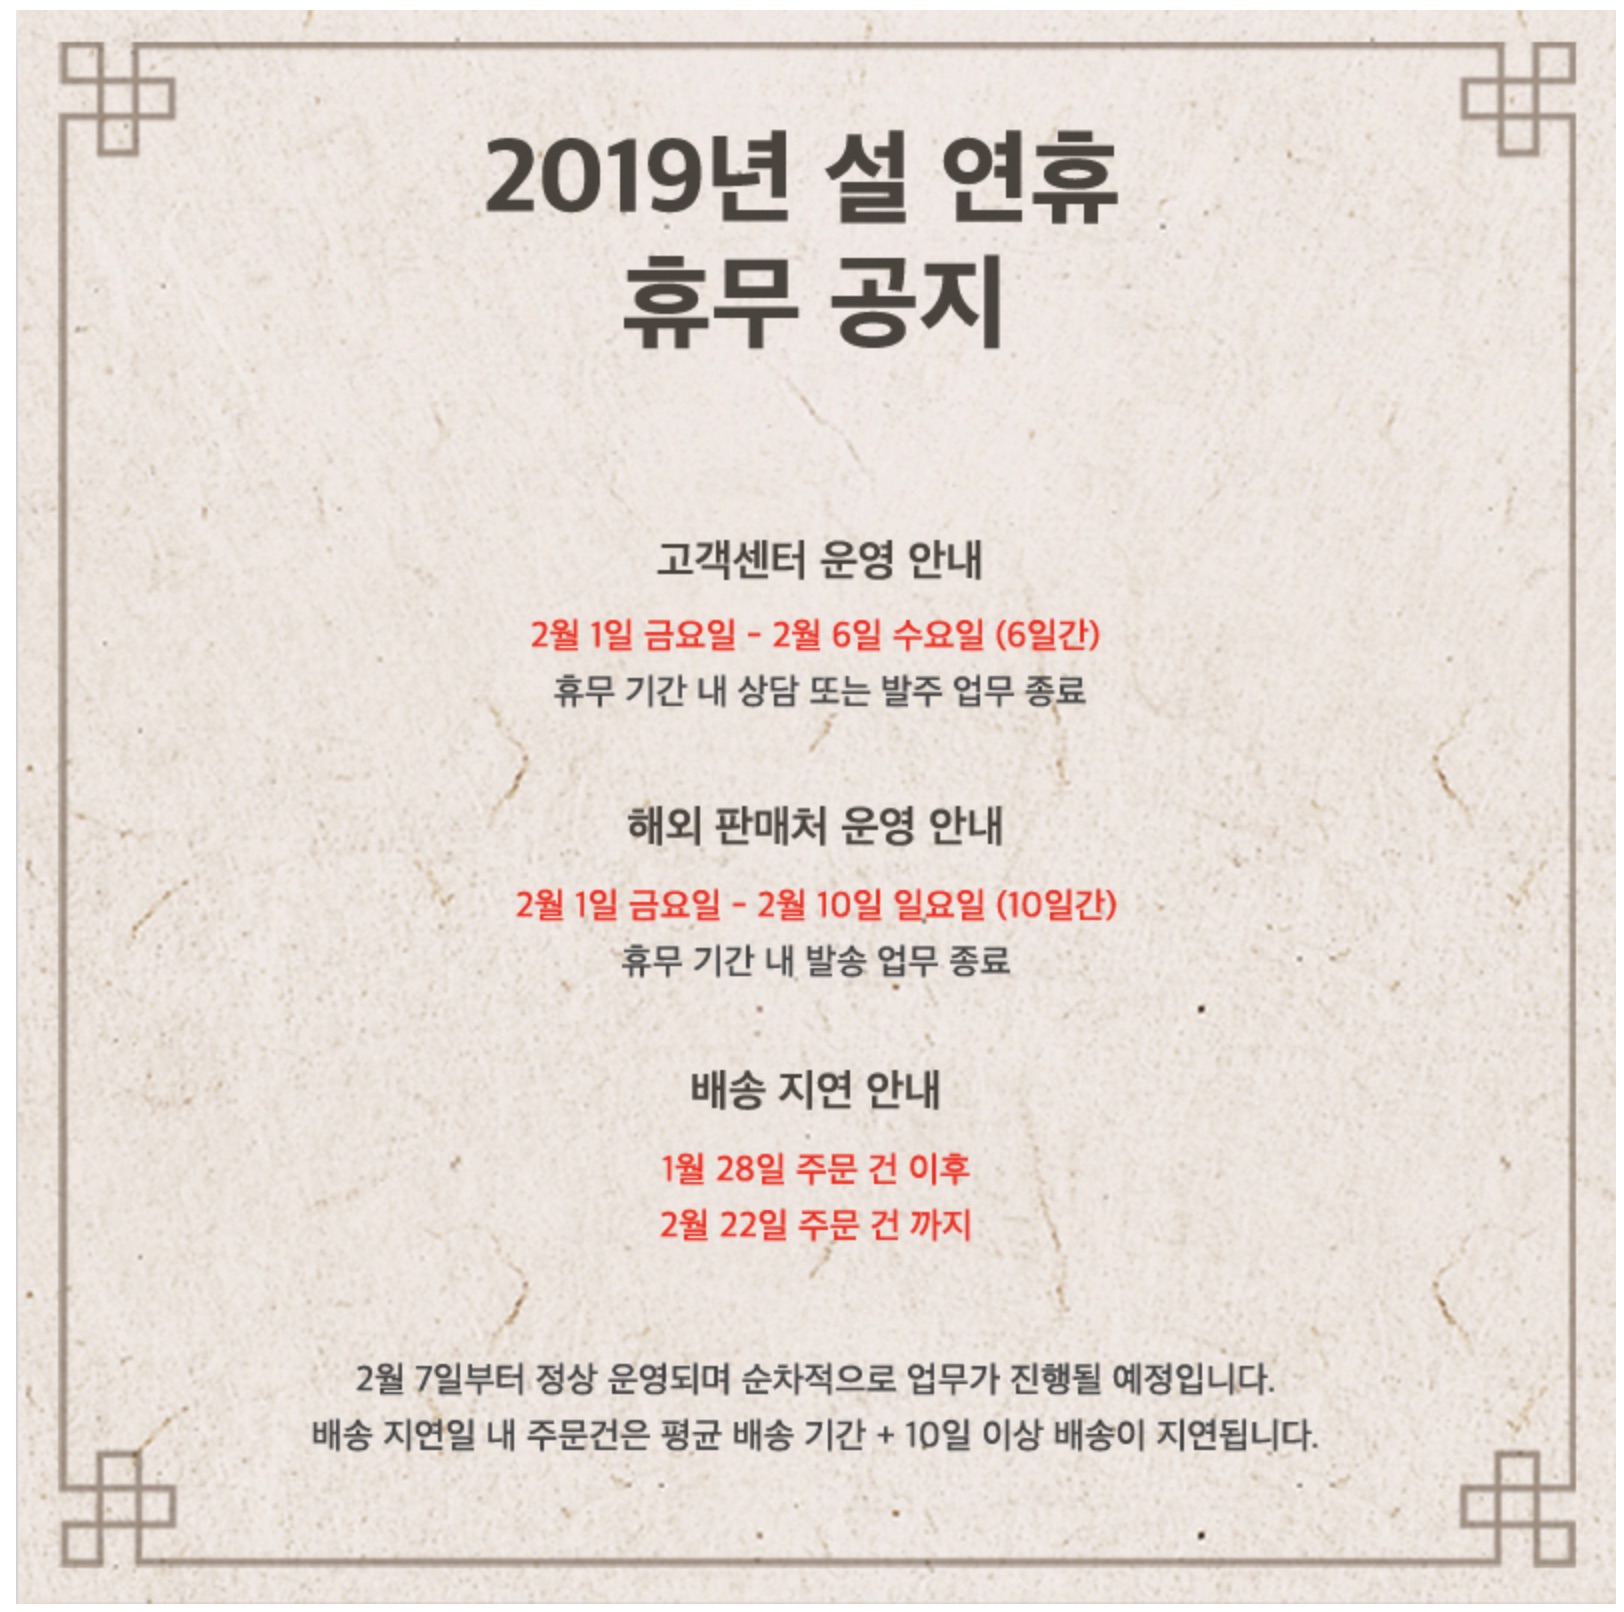 2019년 설 연휴
휴무 공지
고객센터 운영 안내
2월 1일 금요일 - 2월 6일 수요일 (6일간)
휴무 기간 내 상담 또는 발주 업무 종료
해외 판매처 운영 안내
2월 1일 금요일 - 2월 10일 일요일 (10일간)
휴무 기간 내 발송 업무 종료
배송 지연 안내
1월 28일 주문 건 이후
2월 22일 주문 건 까지
2월 7일부터 정상 운영되며 순차적으로 업무가 진행될 예정입니다.
배송 지연일 내 주문건은 평균 배송 기간 + 10일 이상 배송이 지연됩니다.